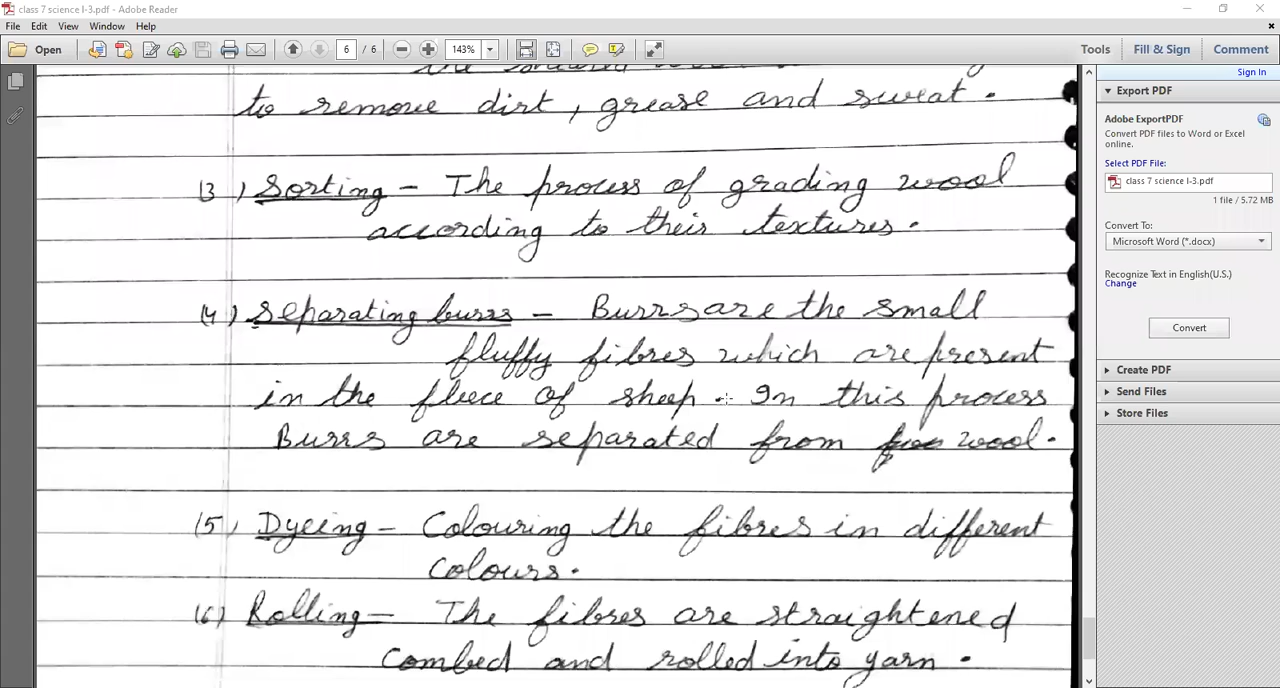 class 7 science I-3.pdf - Adobe Reader
File Edit View Window Help
Open 6 / 6 143% Tools Fill & Sign Comment
Sign In
to remove dirt, grease and sweat.
(3) Sorting - The process of grading wool
according to their textures.
(4) Separating burrs - Burrs are the small
fluffy fibres which are present
in the fleece of sheep. In this process
Burrs are separated from wool.
(5) Dyeing - Colouring the fibres in different
colours.
(6) Rolling - The fibres are straightened
combed and rolled into yarn.
Export PDF
Adobe ExportPDF
Convert PDF files to Word or Excel
online.
Select PDF File:
class 7 science I-3.pdf
1 file / 5.72 MB
Convert To:
Microsoft Word (*.docx)
Recognize Text in English(U.S.)
Change
Convert
Create PDF
Send Files
Store Files